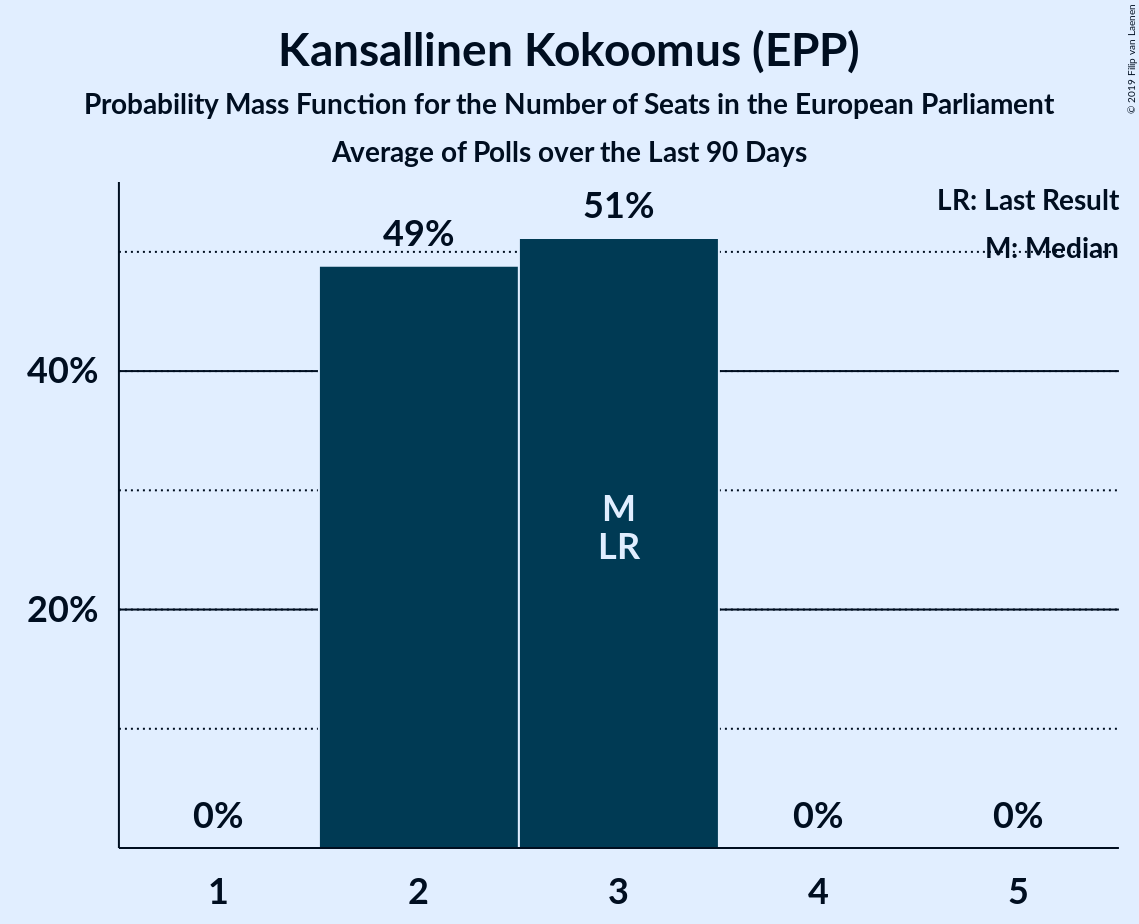 Kansallinen Kokoomus (EPP)
Probability Mass Function for the Number of Seats in the European Parliament
Average of Polls over the Last 90 Days
© 2019 Filip van Laenen
LR: Last Result
M: Median
49%
51%
40%
20%
M
LR
0%
0%
0%
1
2
3
4
5